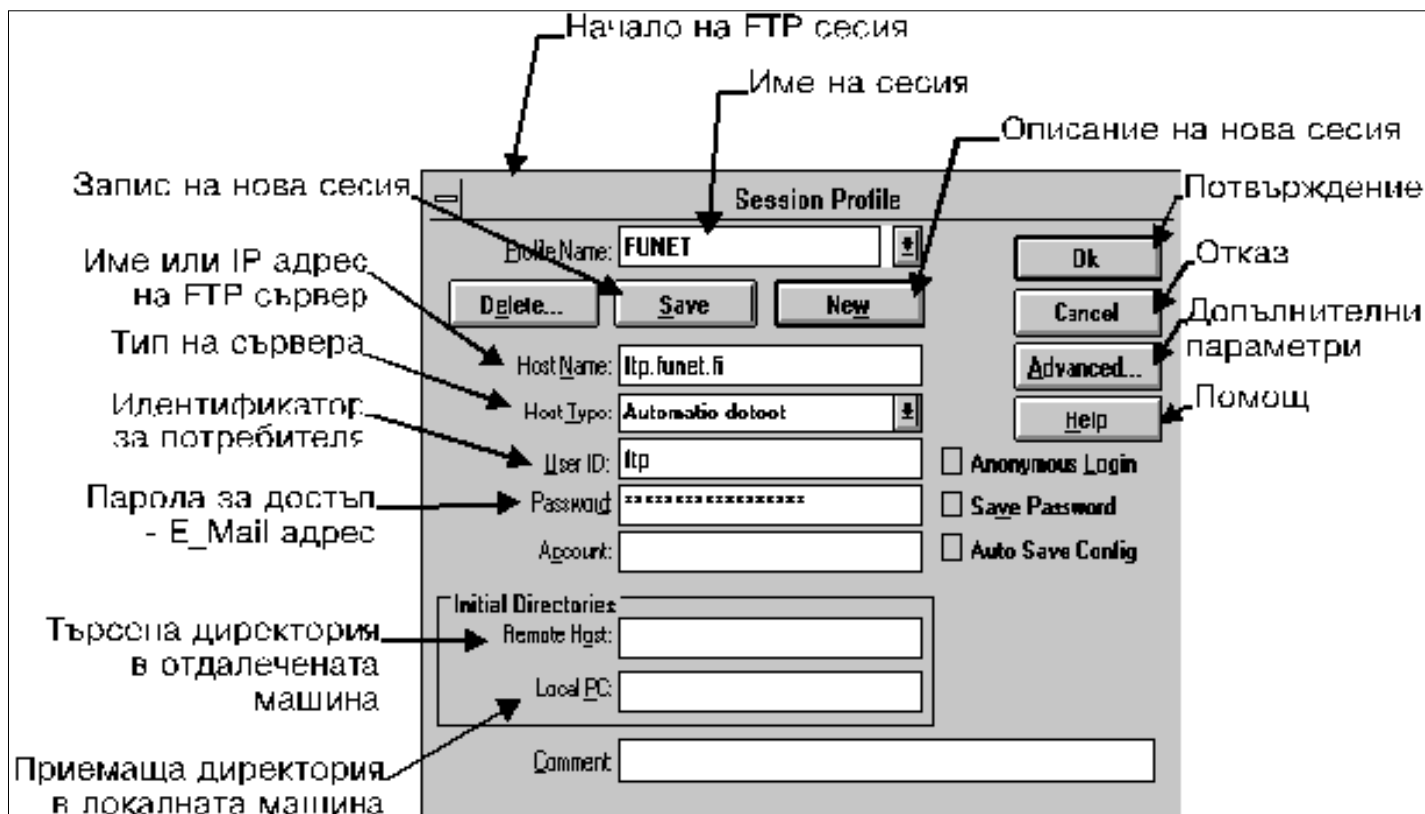 Начало на FTP сесия
Име на сесия
Описание на нова сесия
Запис на нова сесия
Session Profile
Потвърждение
Profile Name: FUNET
Ok
Име или IP адрес
на FTP сървер
Отказ
Delete... Save New
Cancel
Тип на сървера
Допълнителни
параметри
Host Name: ftp.funet.fi
Advanced...
Идентификатор
за потребителя
Host Type: Automatic detect
Помощ
Help
User ID: ftp
Anonymous Login
Парола за достъп
- E_Mail адрес
Password: ******************
Save Password
Account:
Auto Save Config
Initial Directories
Търсена директория
в отдалечената
машина
Remote Host:
Local PC:
Приемаща директория
в локалната машина
Comment: